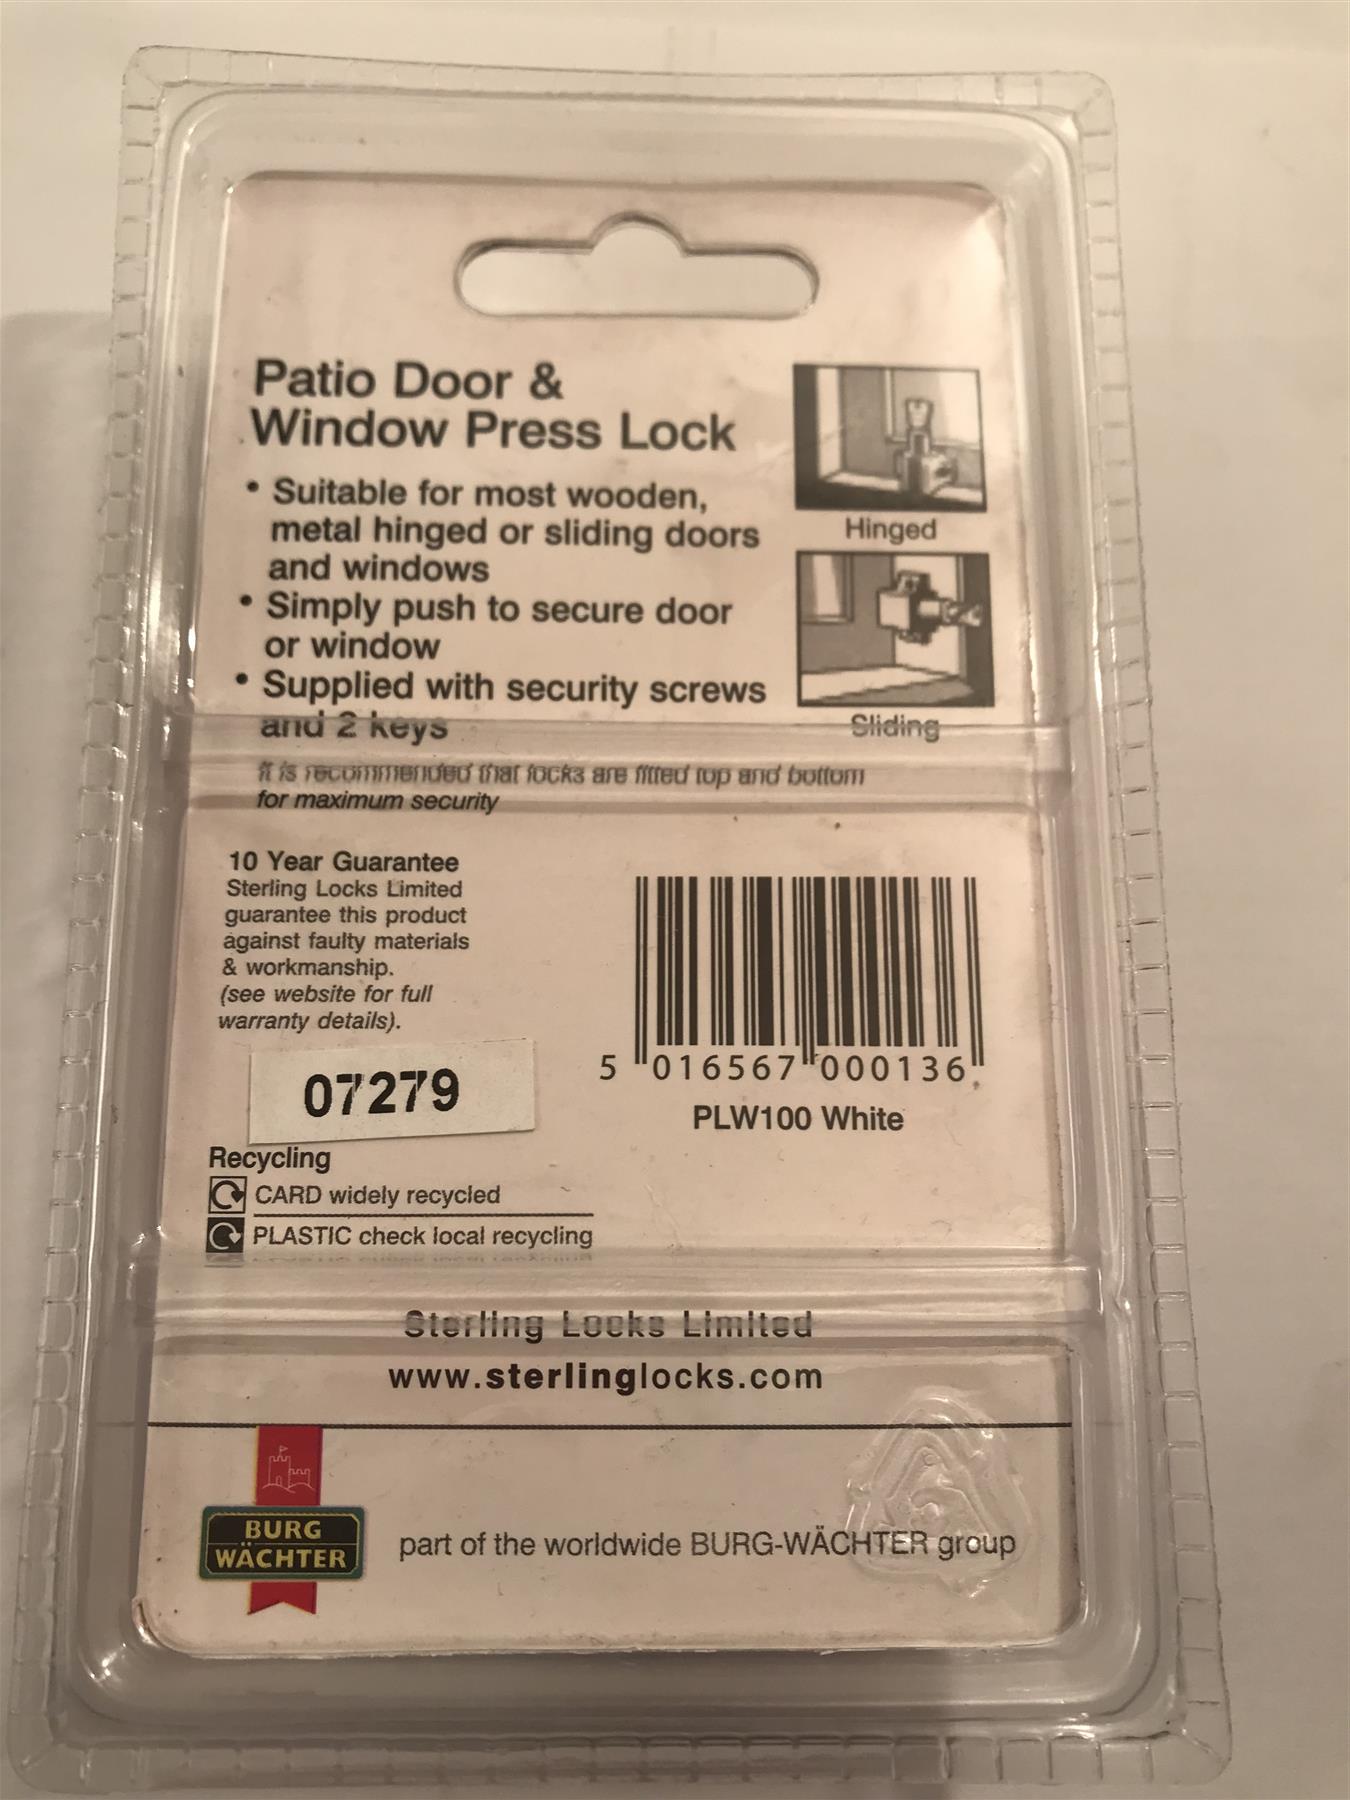 Patio Door &
Window Press Lock
• Suitable for most wooden,
metal hinged or sliding doors
and windows
• Simply push to secure door
or window
• Supplied with security screws
and 2 keys
Hinged
Sliding
It is recommended that locks are fitted top and bottom
for maximum security
10 Year Guarantee
Sterling Locks Limited
guarantee this product
against faulty materials
& workmanship.
(see website for full
warranty details).
07279
5 016567 000136
PLW100 White
Recycling
CARD widely recycled
PLASTIC check local recycling
Sterling Locks Limited
www.sterlinglocks.com
BURG
WÄCHTER
part of the worldwide BURG-WÄCHTER group